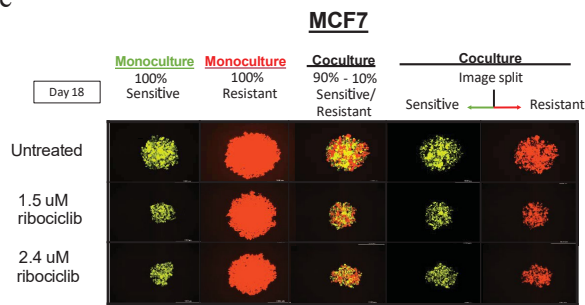 C
MCF7
Monoculture
100%
Sensitive
Monoculture
100%
Resistant
Coculture
90% - 10%
Sensitive/
Resistant
Coculture
Image split
Sensitive
Resistant
Day 18
Untreated
1.5 uM
ribociclib
2.4 uM
ribociclib